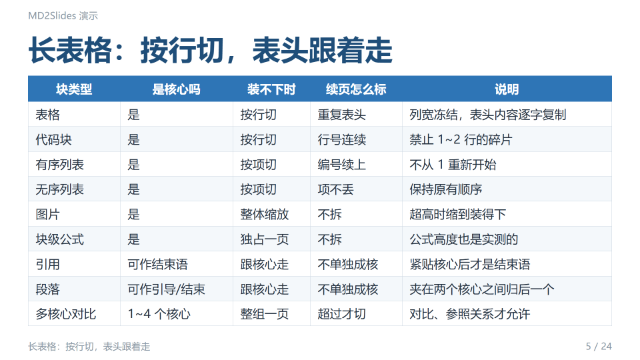 MD2Slides 演示
长表格：按行切，表头跟着走
块类型 是核心吗 装不下时 续页怎么标 说明
表格 是 按行切 重复表头 列宽冻结，表头内容逐字复制
代码块 是 按行切 行号连续 禁止 1~2 行的碎片
有序列表 是 按项切 编号续上 不从 1 重新开始
无序列表 是 按项切 项不丢 保持原有顺序
图片 是 整体缩放 不拆 超高时缩到装得下
块级公式 是 独占一页 不拆 公式高度也是实测的
引用 可作结束语 跟核心走 不单独成核 紧贴核心后才是结束语
段落 可作引导/结束 跟核心走 不单独成核 夹在两个核心之间归后一个
多核心对比 1~4 个核心 整组一页 超过才切 对比、参照关系才允许
长表格：按行切，表头跟着走 5 / 24